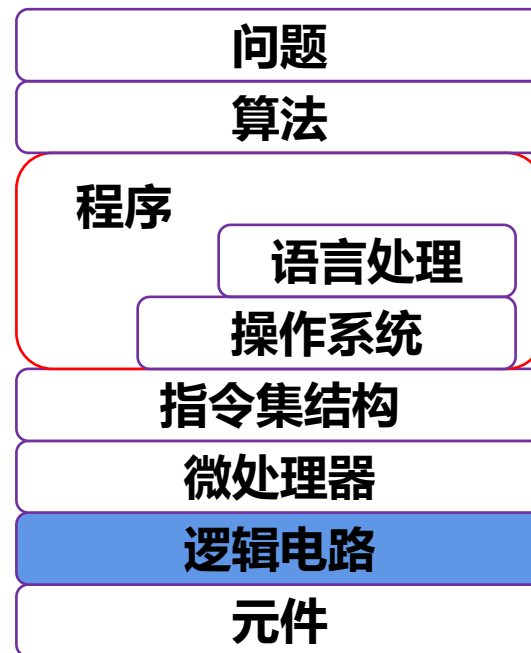 问题
算法
程序
语言处理
操作系统
指令集结构
微处理器
逻辑电路
元件